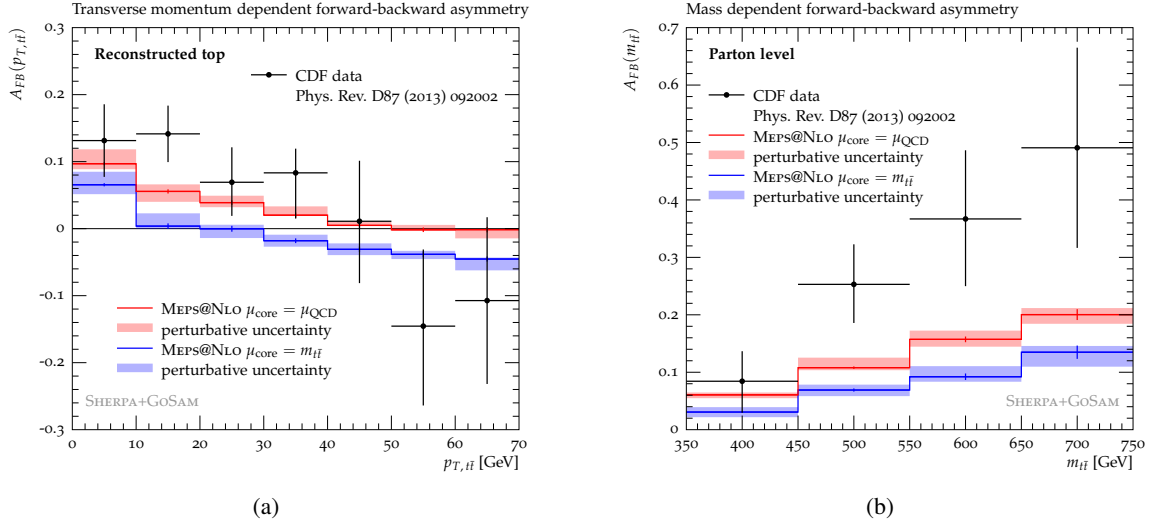 Transverse momentum dependent forward-backward asymmetry
A_FB(p_T,tt̄)
0.3
0.2
0.1
0
-0.1
-0.2
-0.3
Reconstructed top
CDF data
Phys. Rev. D87 (2013) 092002
MEPS@NLO μ_core = μ_QCD
perturbative uncertainty
MEPS@NLO μ_core = m_tt̄
perturbative uncertainty
SHERPA+GOSAM
0 10 20 30 40 50 60 70
p_T,tt̄ [GeV]
(a)
Mass dependent forward-backward asymmetry
A_FB(m_tt̄)
0.7
0.6
0.5
0.4
0.3
0.2
0.1
0
Parton level
CDF data
Phys. Rev. D87 (2013) 092002
MEPS@NLO μ_core = μ_QCD
perturbative uncertainty
MEPS@NLO μ_core = m_tt̄
perturbative uncertainty
SHERPA+GOSAM
350 400 450 500 550 600 650 700 750
m_tt̄ [GeV]
(b)